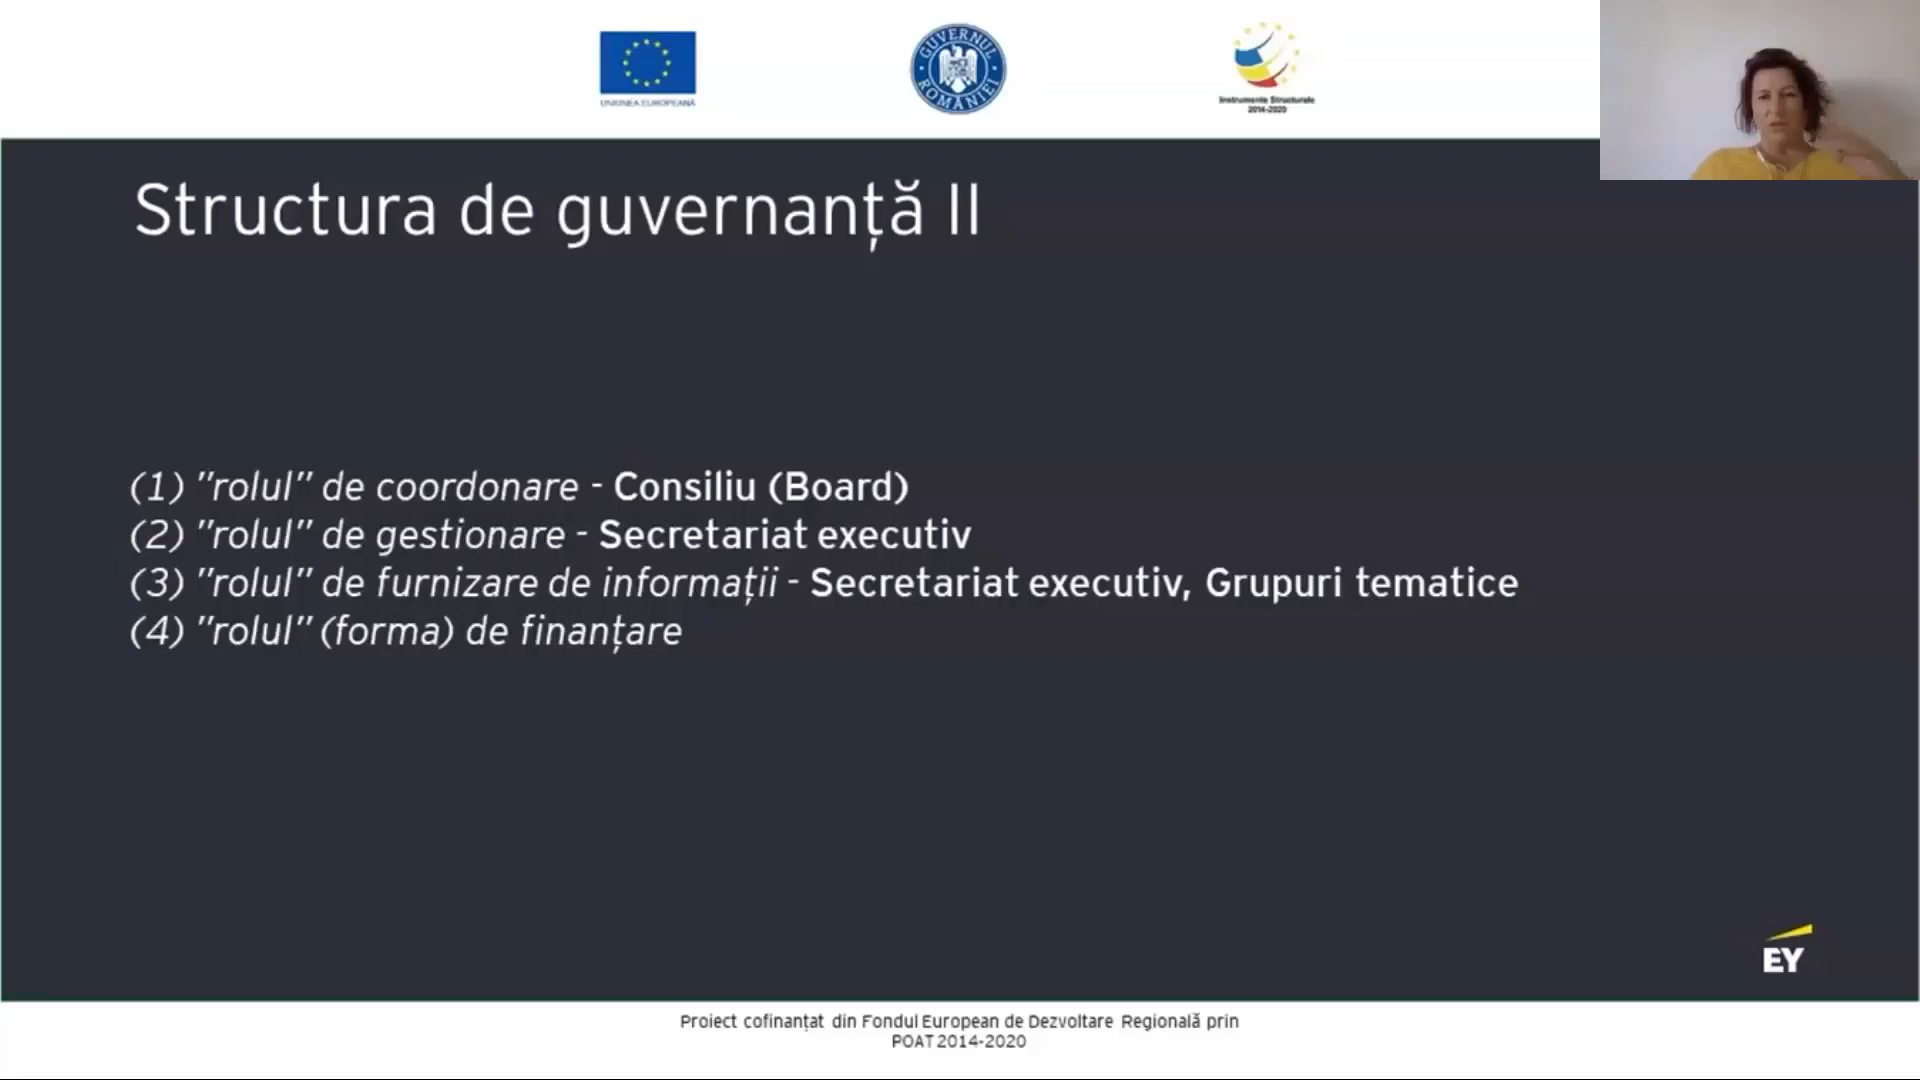 UNIUNEA EUROPEANĂ
GUVERNUL ROMÂNIEI
Instrumente Structurale
2014-2020
Structura de guvernanță II
(1) ”rolul” de coordonare - Consiliu (Board)
(2) ”rolul” de gestionare - Secretariat executiv
(3) ”rolul” de furnizare de informații - Secretariat executiv, Grupuri tematice
(4) ”rolul” (forma) de finanțare
EY
Proiect cofinanțat din Fondul European de Dezvoltare Regională prin
POAT 2014-2020